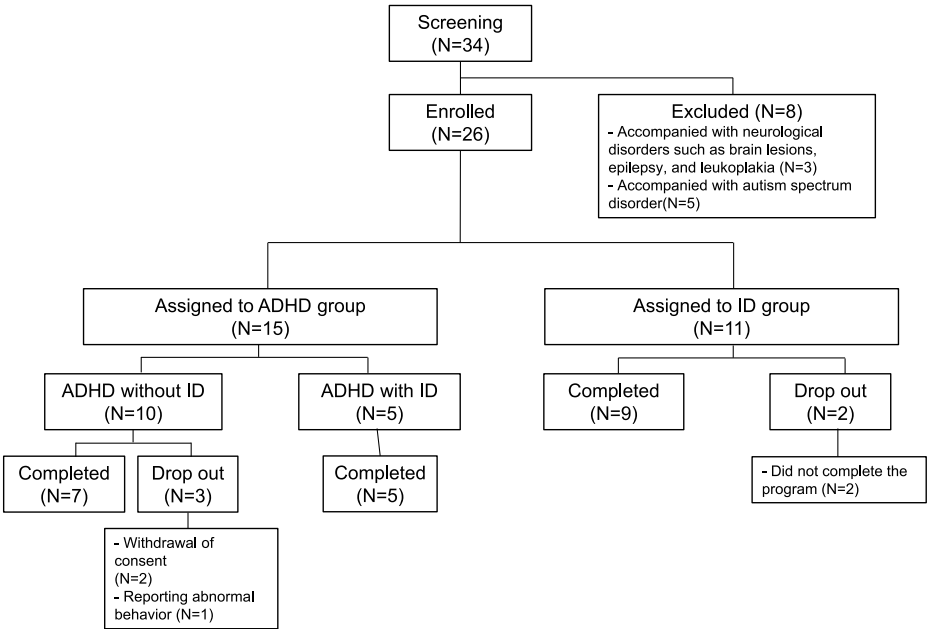 Screening
(N=34)
Enrolled
(N=26)
Excluded (N=8)
- Accompanied with neurological
disorders such as brain lesions,
epilepsy, and leukoplakia (N=3)
- Accompanied with autism spectrum
disorder(N=5)
Assigned to ADHD group
(N=15)
Assigned to ID group
(N=11)
ADHD without ID
(N=10)
ADHD with ID
(N=5)
Completed
(N=9)
Drop out
(N=2)
Completed
(N=7)
Drop out
(N=3)
Completed
(N=5)
- Did not complete the
program (N=2)
- Withdrawal of
consent
(N=2)
- Reporting abnormal
behavior (N=1)